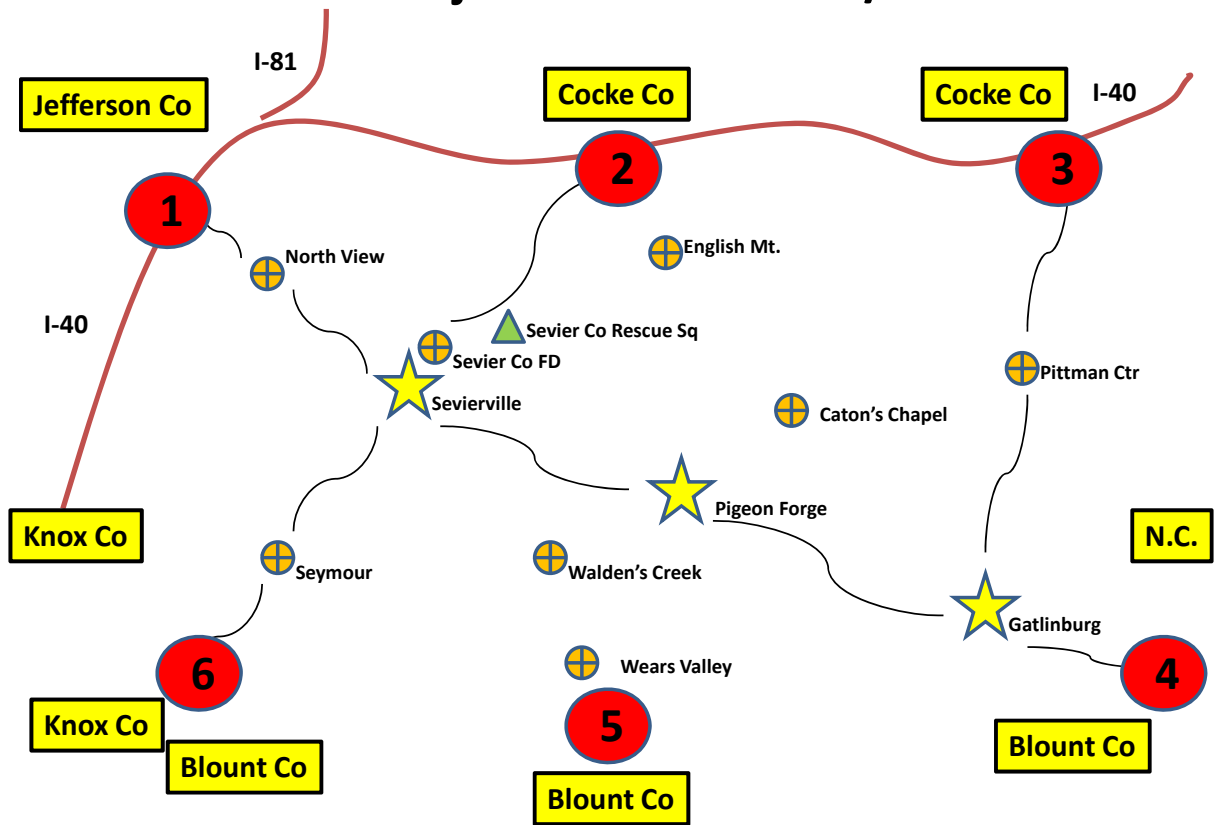 I-81
Jefferson Co
Cocke Co
Cocke Co
I-40
1
2
3
North View
English Mt.
I-40
Sevier Co Rescue Sq
Sevier Co FD
Sevierville
Pittman Ctr
Caton's Chapel
Pigeon Forge
Knox Co
N.C.
Seymour
Walden's Creek
Gatlinburg
6
Wears Valley
4
Knox Co
5
Blount Co
Blount Co
Blount Co